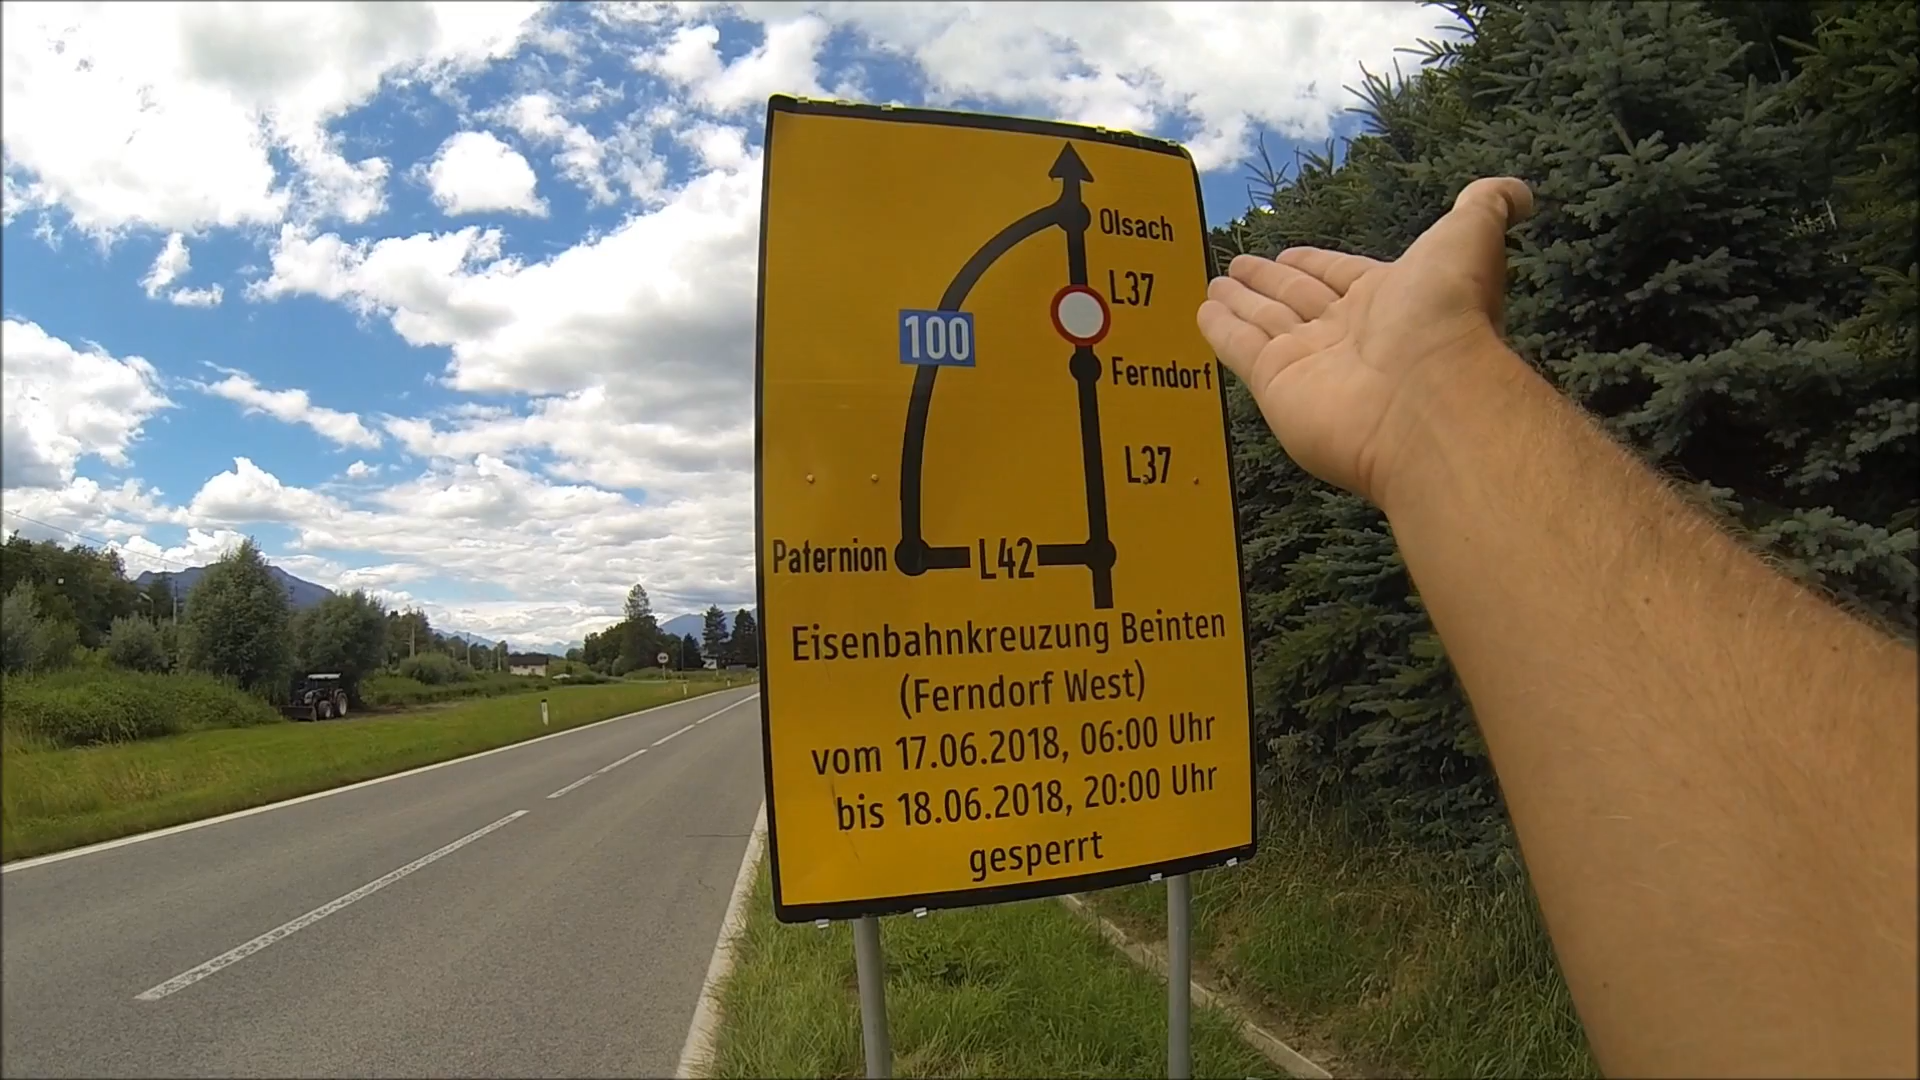 Olsach
L37
100
Ferndorf
L37
Paternion
L42
Eisenbahnkreuzung Beinten
(Ferndorf West)
vom 17.06.2018, 06:00 Uhr
bis 18.06.2018, 20:00 Uhr
gesperrt